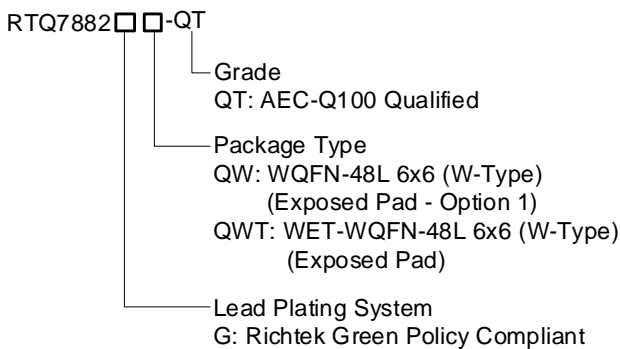 RTQ7882□ □-QT
Grade
QT: AEC-Q100 Qualified
Package Type
QW: WQFN-48L 6x6 (W-Type)
(Exposed Pad - Option 1)
QWT: WET-WQFN-48L 6x6 (W-Type)
(Exposed Pad)
Lead Plating System
G: Richtek Green Policy Compliant